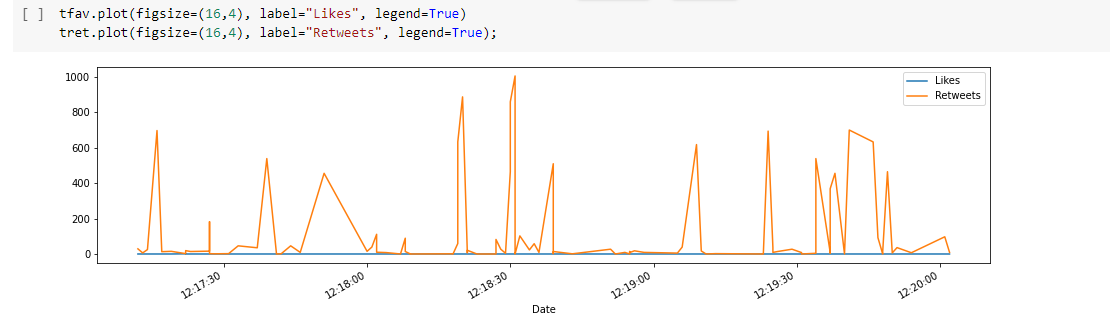 [ ] tfav.plot(figsize=(16,4), label="Likes", legend=True)
tret.plot(figsize=(16,4), label="Retweets", legend=True);
1000
800
600
400
200
0
Likes
Retweets
12:17:30
12:18:00
12:18:30
12:19:00
12:19:30
12:20:00
Date